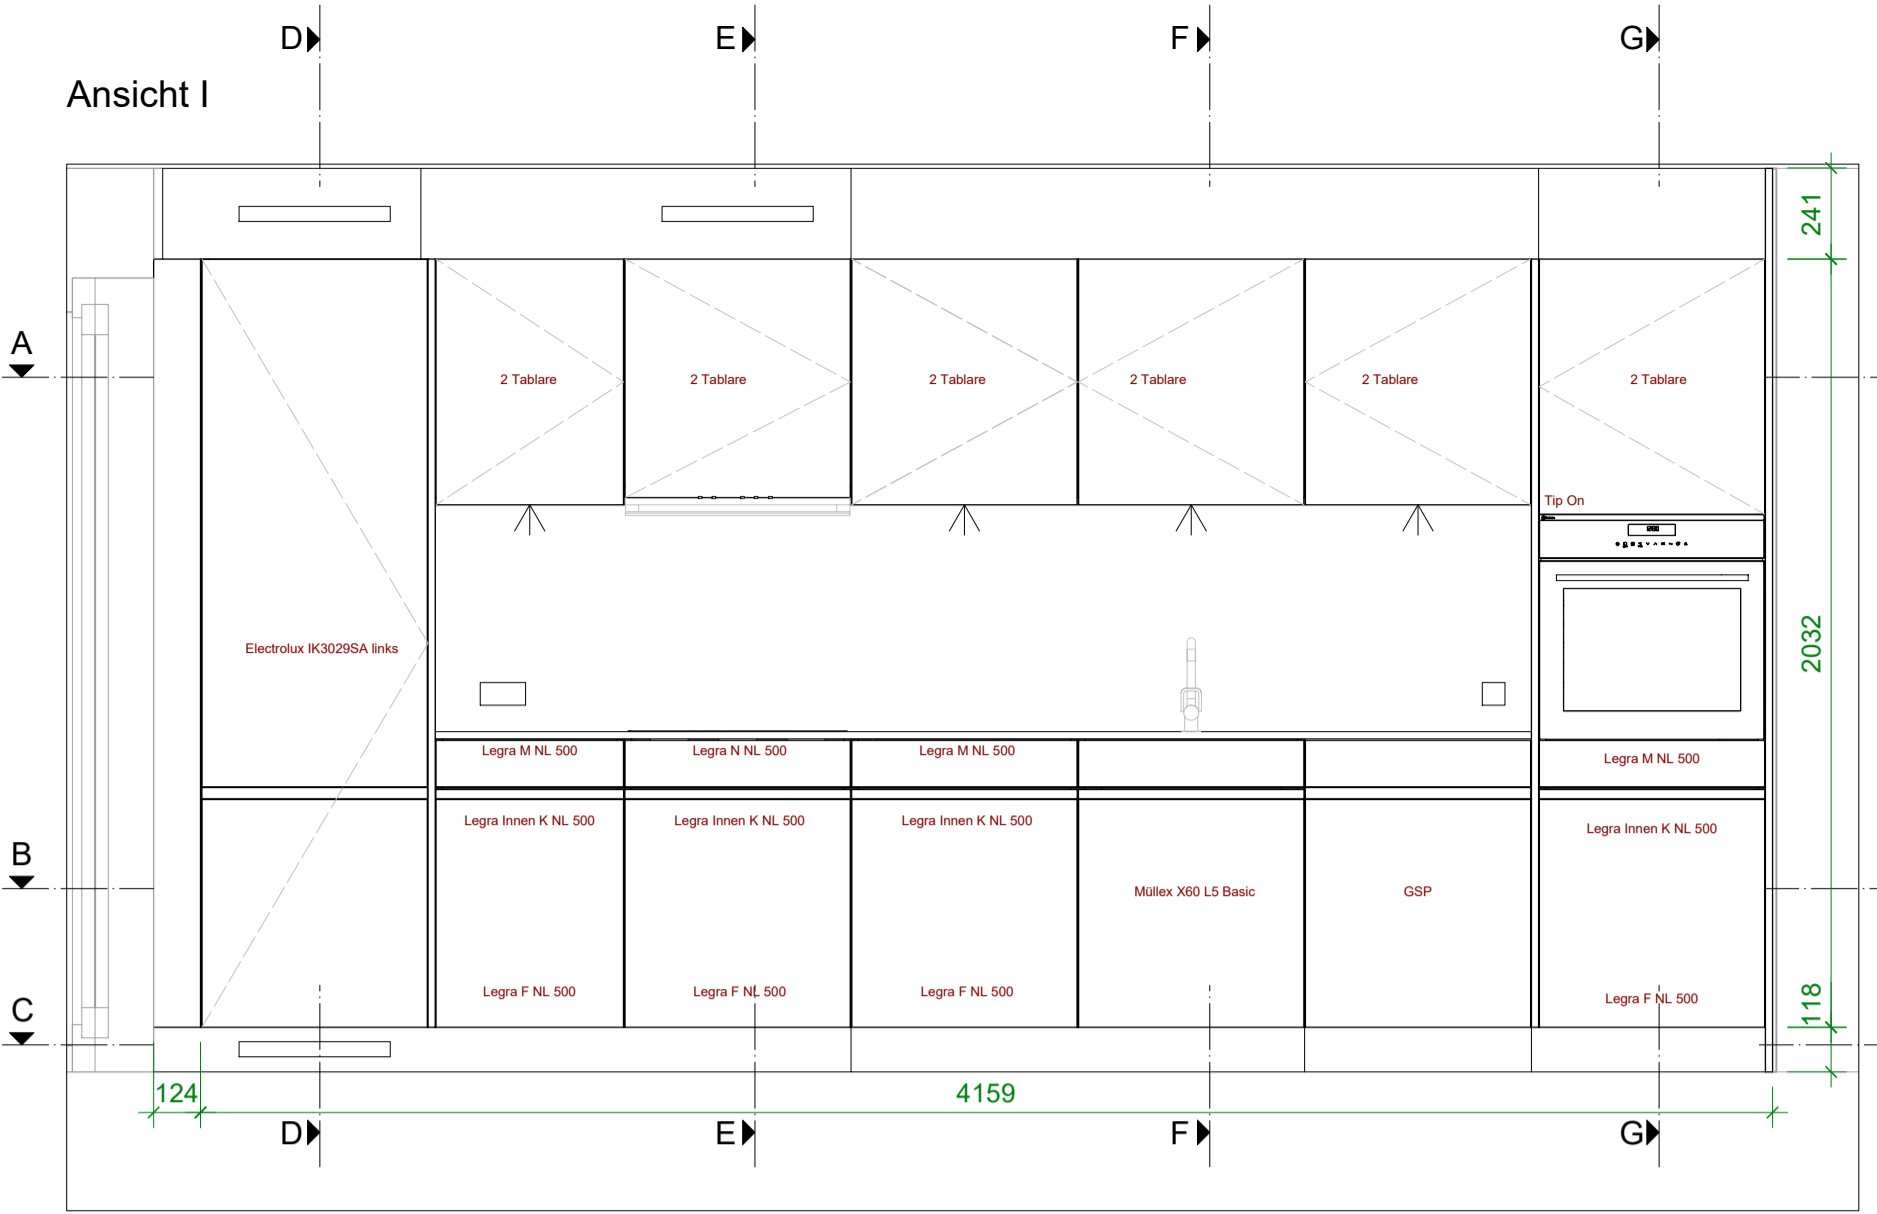 D E F G
Ansicht I
241
A
2 Tablare 2 Tablare 2 Tablare 2 Tablare 2 Tablare 2 Tablare
Tip On
Electrolux IK3029SA links
2032
Legra M NL 500 Legra N NL 500 Legra M NL 500
Legra M NL 500
Legra Innen K NL 500 Legra Innen K NL 500 Legra Innen K NL 500
Legra Innen K NL 500
B
Müllex X60 L5 Basic GSP
Legra F NL 500 Legra F NL 500 Legra F NL 500
Legra F NL 500
118
C
124 4159
D E F G